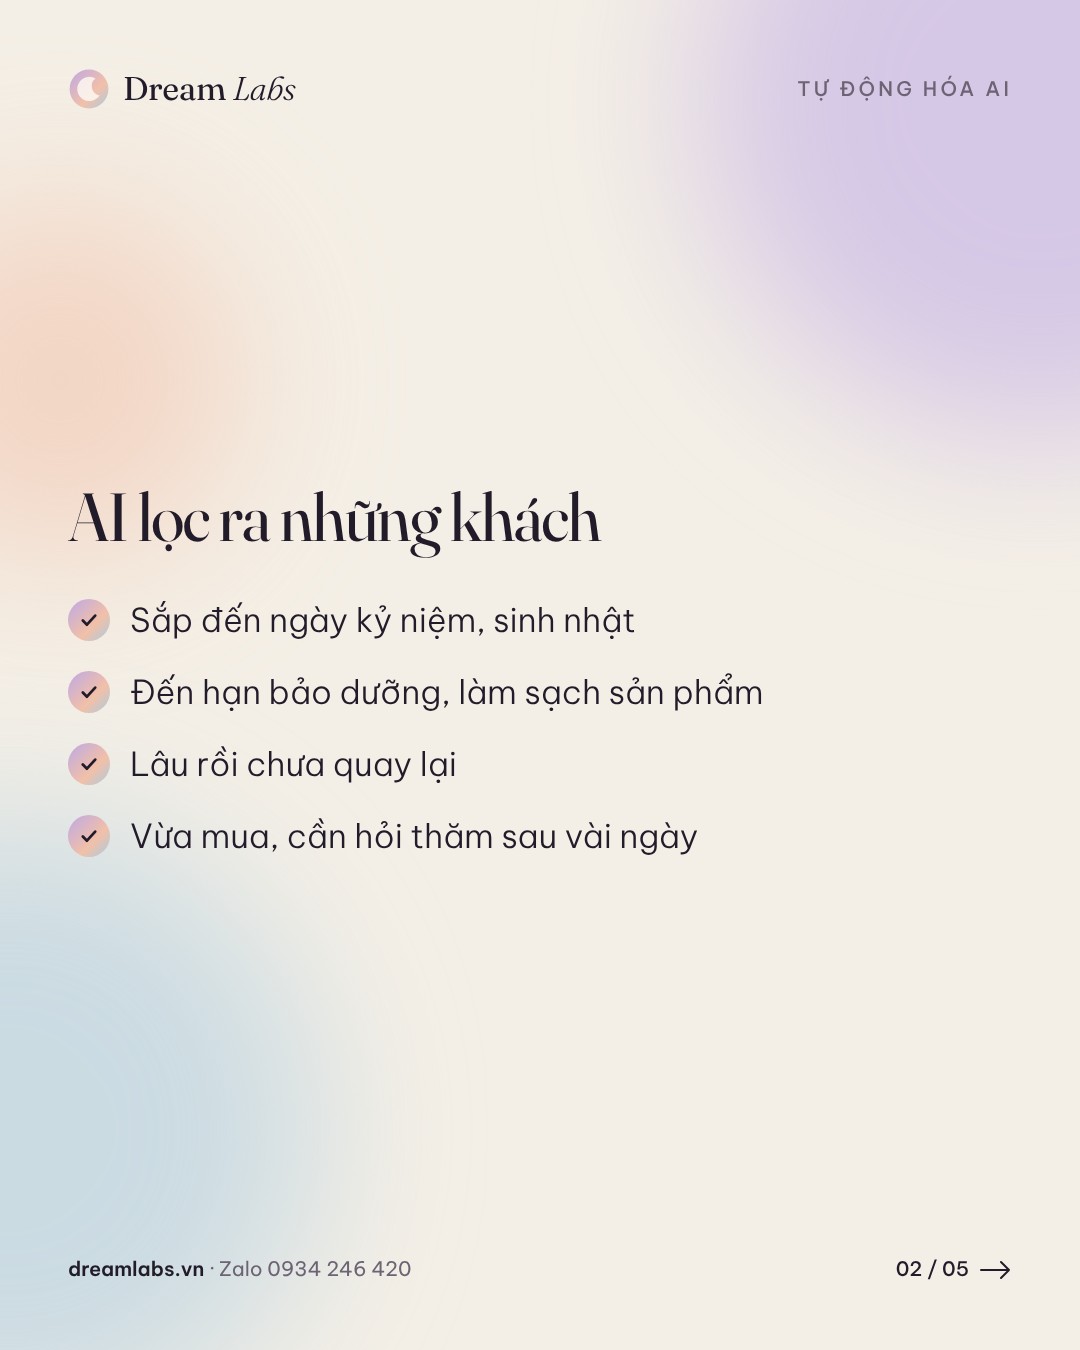 Dream Labs
TỰ ĐỘNG HÓA AI
AI lọc ra những khách
Sắp đến ngày kỷ niệm, sinh nhật
Đến hạn bảo dưỡng, làm sạch sản phẩm
Lâu rồi chưa quay lại
Vừa mua, cần hỏi thăm sau vài ngày
dreamlabs.vn · Zalo 0934 246 420
02 / 05 →